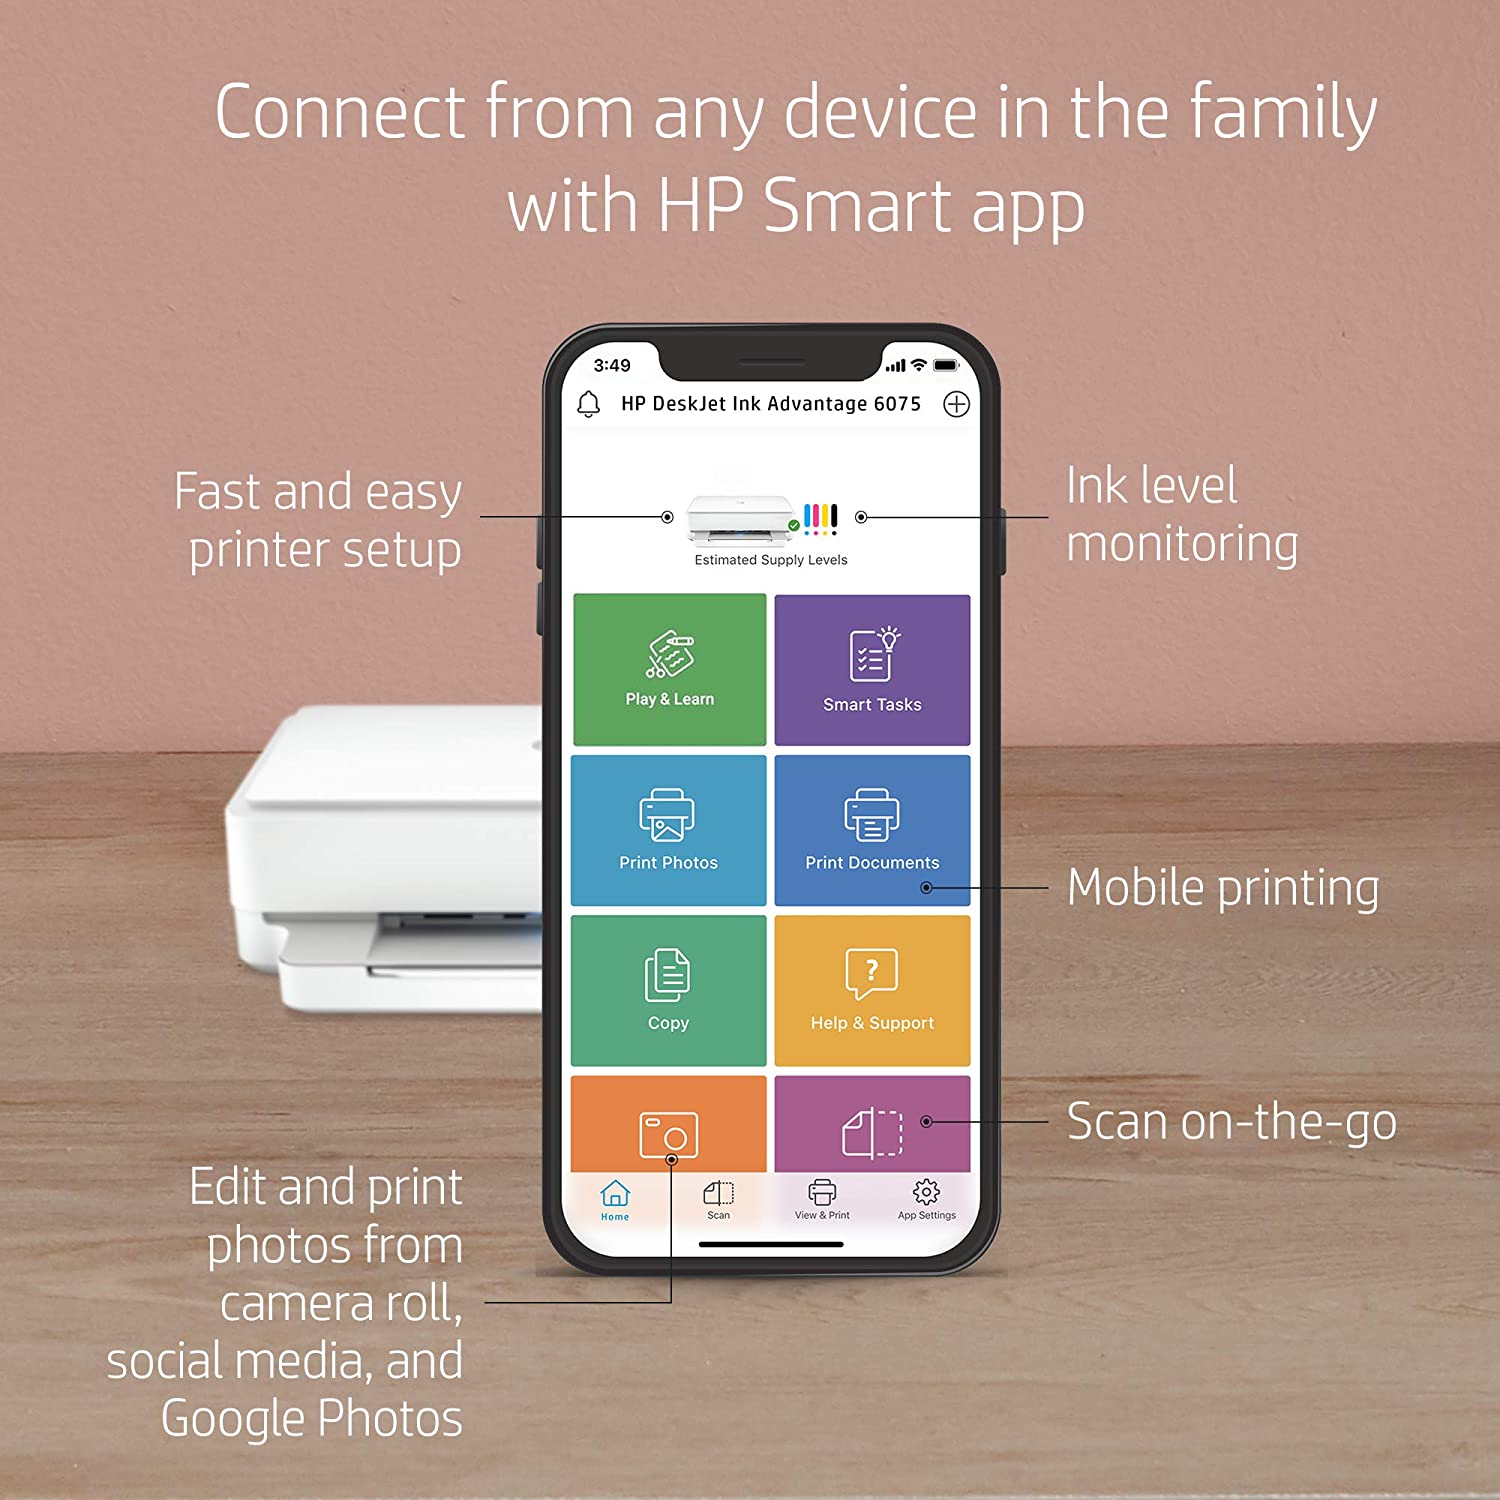 Connect from any device in the family
with HP Smart app
3:49
HP DeskJet Ink Advantage 6075
Fast and easy
printer setup
Ink level
monitoring
Estimated Supply Levels
Play & Learn
Smart Tasks
Print Photos
Print Documents
Mobile printing
Copy
?
Help & Support
Scan on-the-go
Edit and print
photos from
camera roll,
social media, and
Google Photos
Home
Scan
View & Print
App Settings